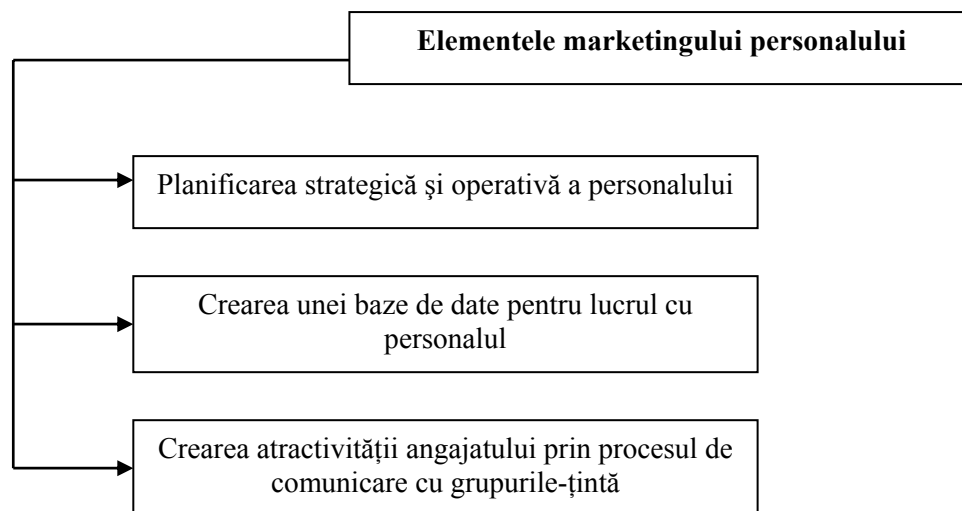 Elementele marketingului personalului
Planificarea strategică şi operativă a personalului
Crearea unei baze de date pentru lucrul cu
personalul
Crearea atractivității angajatului prin procesul de
comunicare cu grupurile-țintă